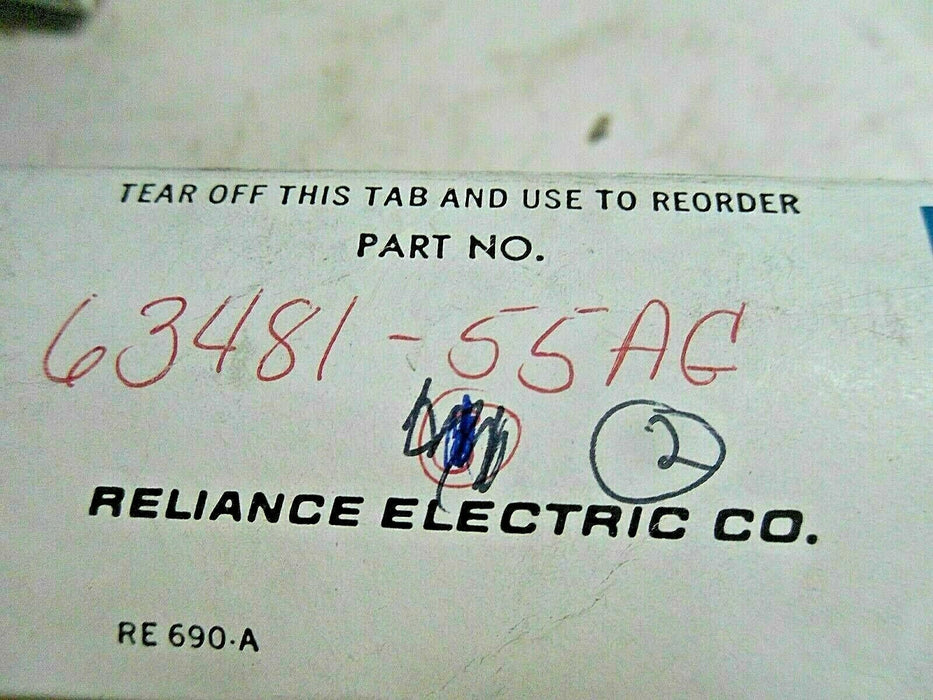 TEAR OFF THIS TAB AND USE TO REORDER
PART NO.
63481-55AG
2
RELIANCE ELECTRIC CO.
RE 690-A